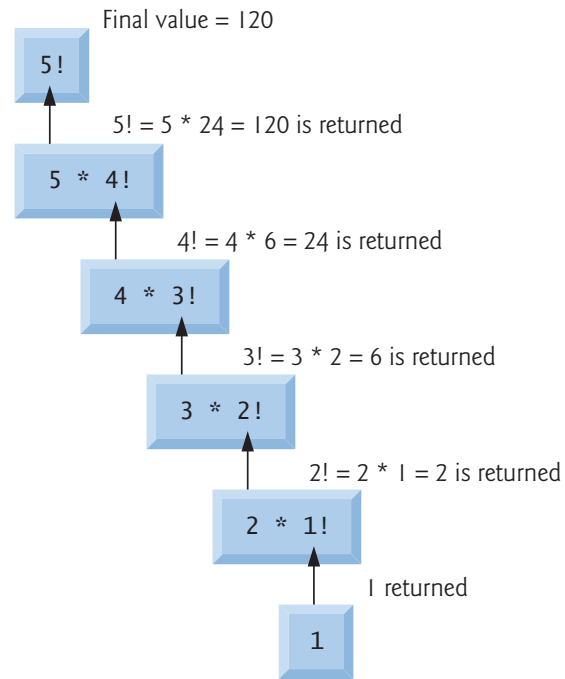 Final value = 120
5!
5! = 5 * 24 = 120 is returned
5 * 4!
4! = 4 * 6 = 24 is returned
4 * 3!
3! = 3 * 2 = 6 is returned
3 * 2!
2! = 2 * 1 = 2 is returned
2 * 1!
1 returned
1